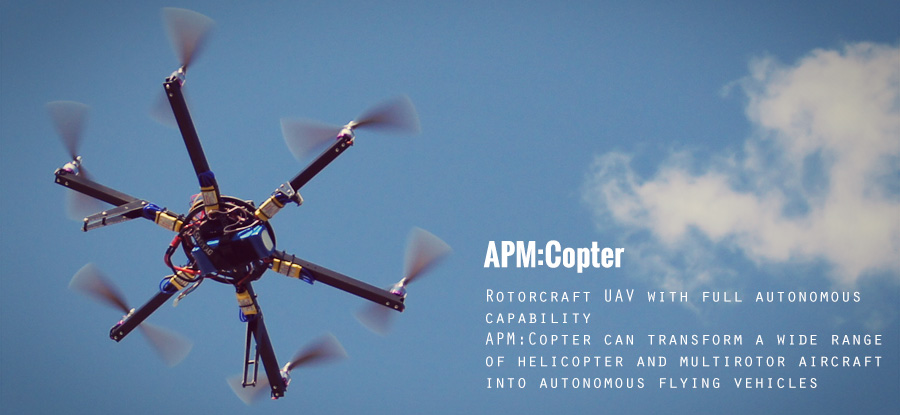 APM:Copter
Rotorcraft UAV with full autonomous
capability
APM:Copter can transform a wide range
of helicopter and multirotor aircraft
into autonomous flying vehicles